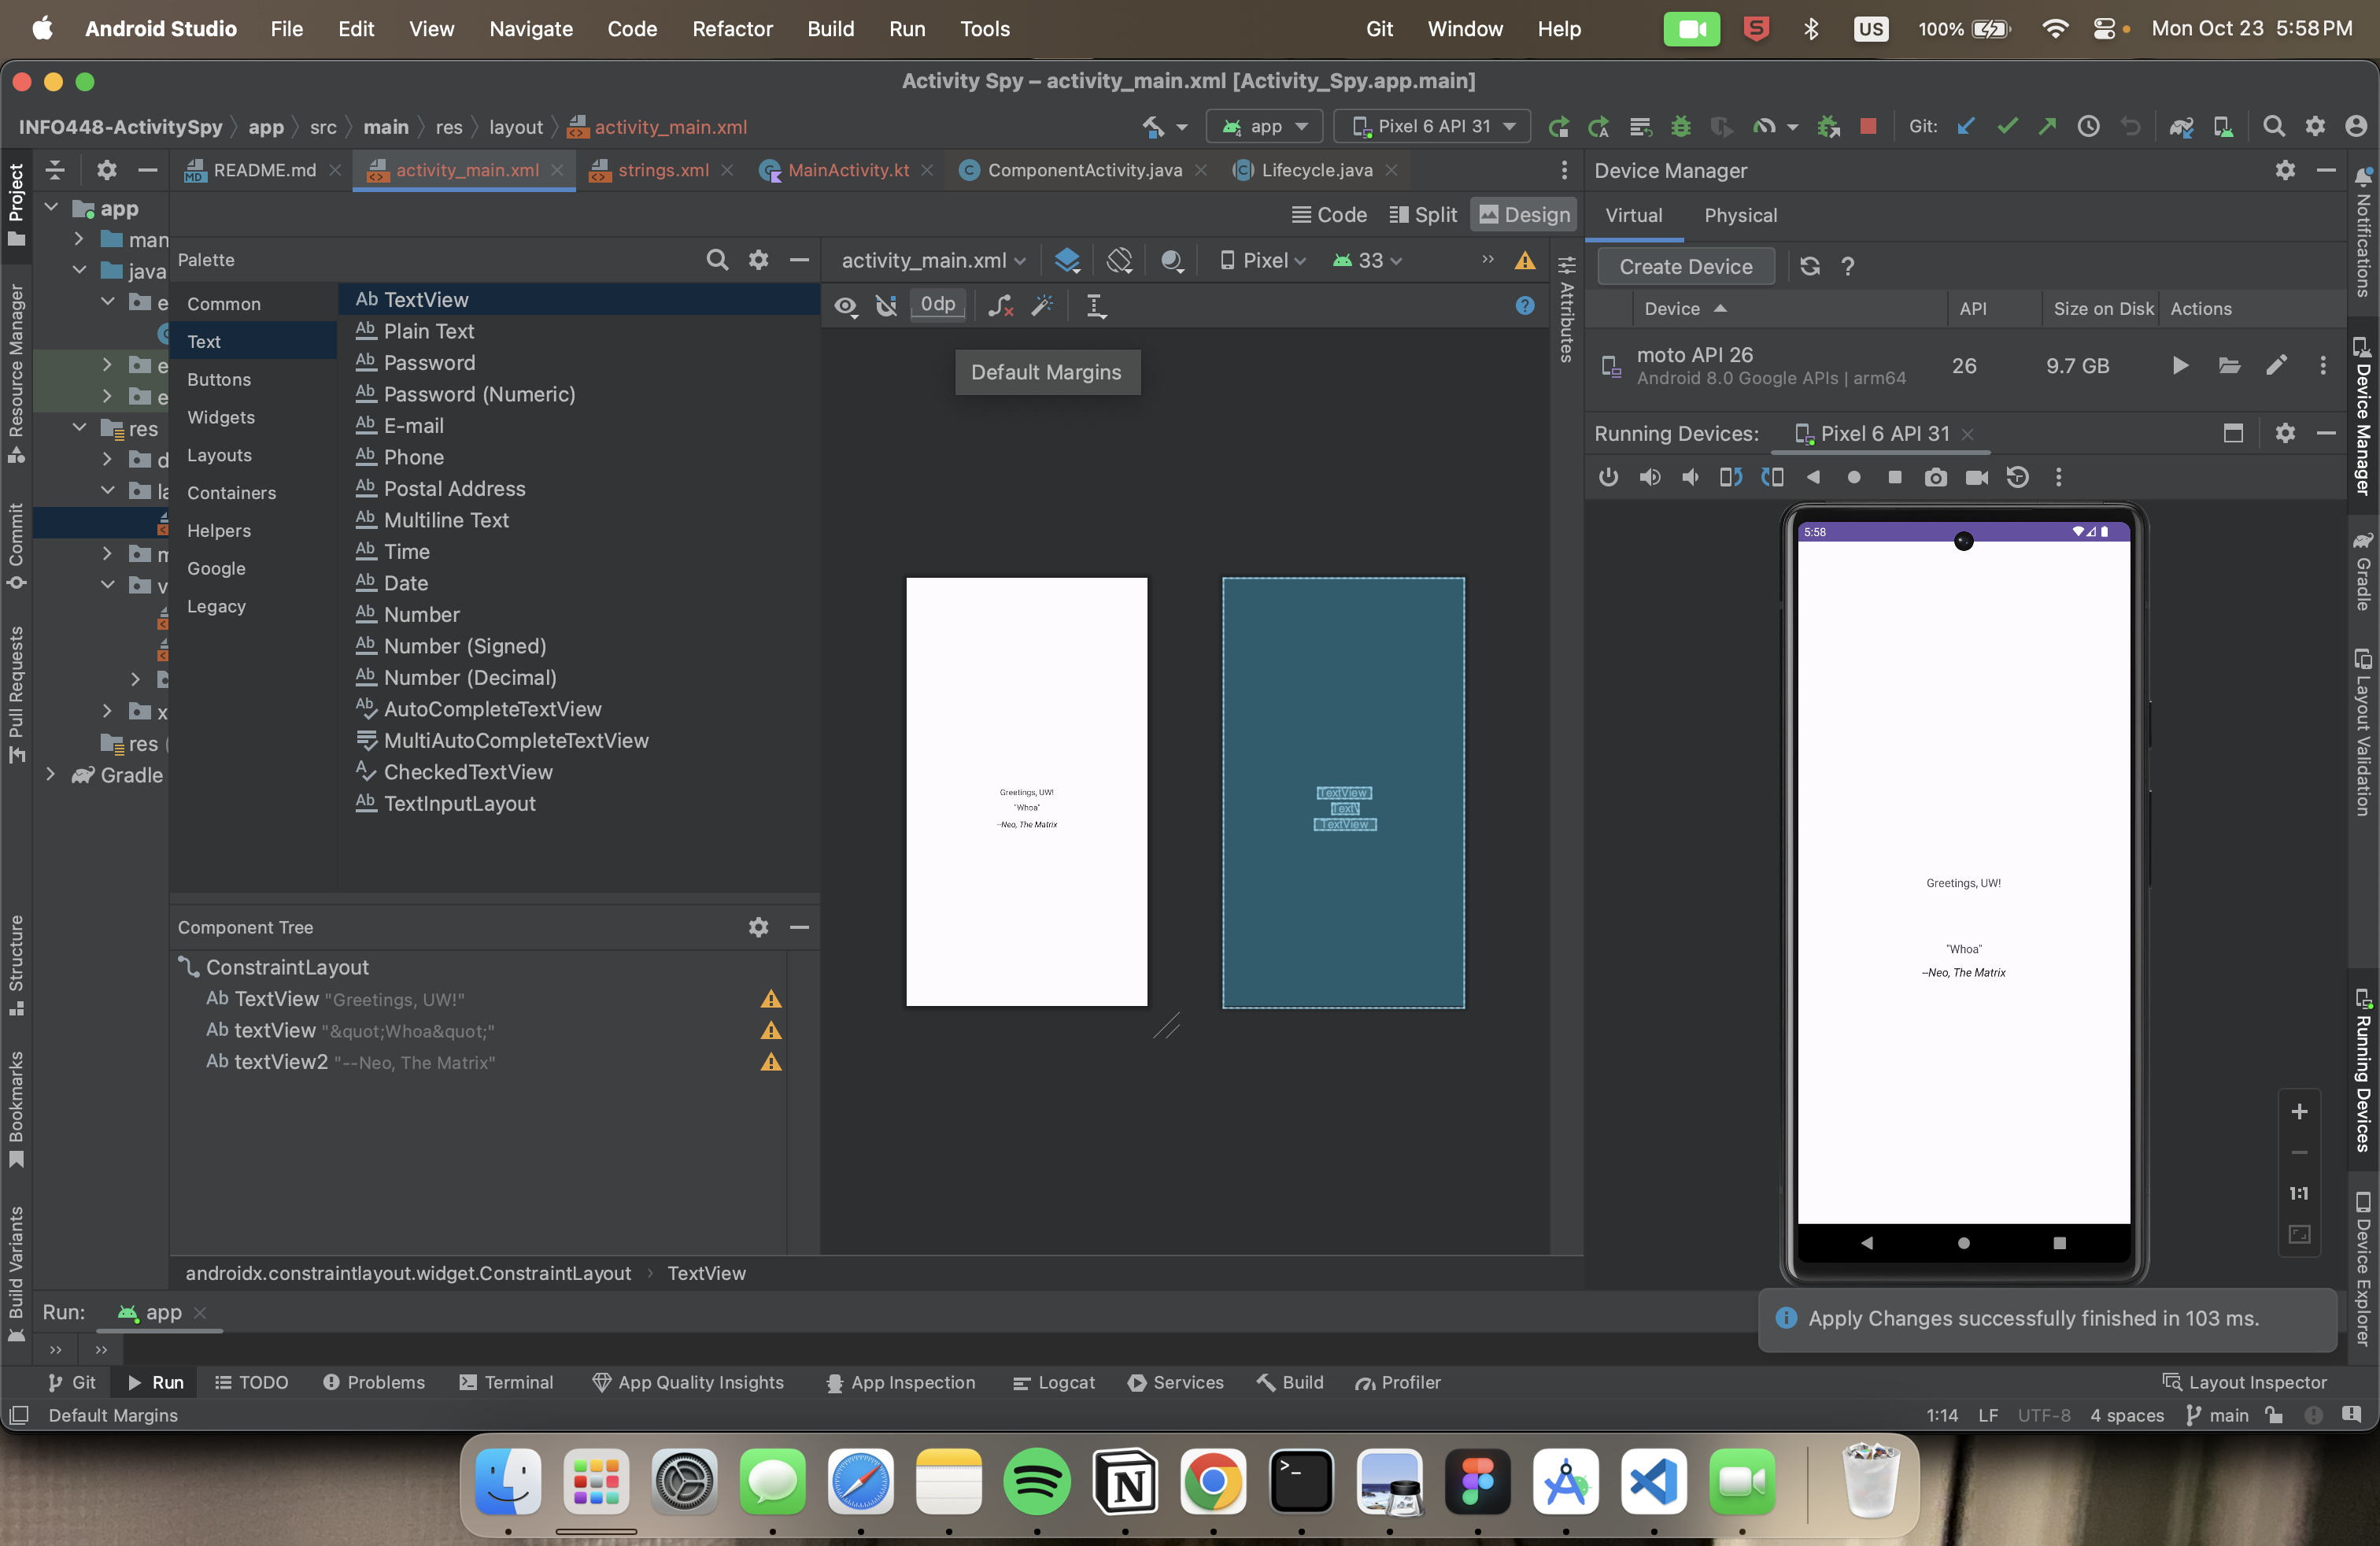 Android Studio File Edit View Navigate Code Refactor Build Run Tools Git Window Help US 100% Mon Oct 23 5:58 PM
Activity Spy – activity_main.xml [Activity_Spy.app.main]
INFO448-ActivitySpy app src main res layout activity_main.xml app Pixel 6 API 31 Git:
README.md activity_main.xml strings.xml MainActivity.kt ComponentActivity.java Lifecycle.java
Code Split Design
Project
Resource Manager
Commit
Pull Requests
Structure
Bookmarks
Build Variants
app
man
java
e
e
e
res
d
la
m
v
x
res (
Gradle
Palette
Common
Text
Buttons
Widgets
Layouts
Containers
Helpers
Google
Legacy
Ab TextView
Ab Plain Text
Ab Password
Ab Password (Numeric)
Ab E-mail
Ab Phone
Ab Postal Address
Ab Multiline Text
Ab Time
Ab Date
Ab Number
Ab Number (Signed)
Ab Number (Decimal)
Ab AutoCompleteTextView
MultiAutoCompleteTextView
A CheckedTextView
Ab TextInputLayout
Component Tree
ConstraintLayout
Ab TextView "Greetings, UW!"
Ab textView "&quot;Whoa&quot;"
Ab textView2 "--Neo, The Matrix"
activity_main.xml Pixel 33
0dp
Default Margins
Greetings, UW!
"Whoa"
--Neo, The Matrix
TextView
TextV
TextView
Attributes
androidx.constraintlayout.widget.ConstraintLayout TextView
Device Manager
Virtual Physical
Create Device ?
Device API Size on Disk Actions
moto API 26 26 9.7 GB
Android 8.0 Google APIs | arm64
Running Devices: Pixel 6 API 31
5:58
Greetings, UW!
"Whoa"
--Neo, The Matrix
1:1
Notifications
Device Manager
Gradle
Layout Validation
Running Devices
Device Explorer
Run: app
Apply Changes successfully finished in 103 ms.
Git Run TODO Problems Terminal App Quality Insights App Inspection Logcat Services Build Profiler Layout Inspector
Default Margins 1:14 LF UTF-8 4 spaces main